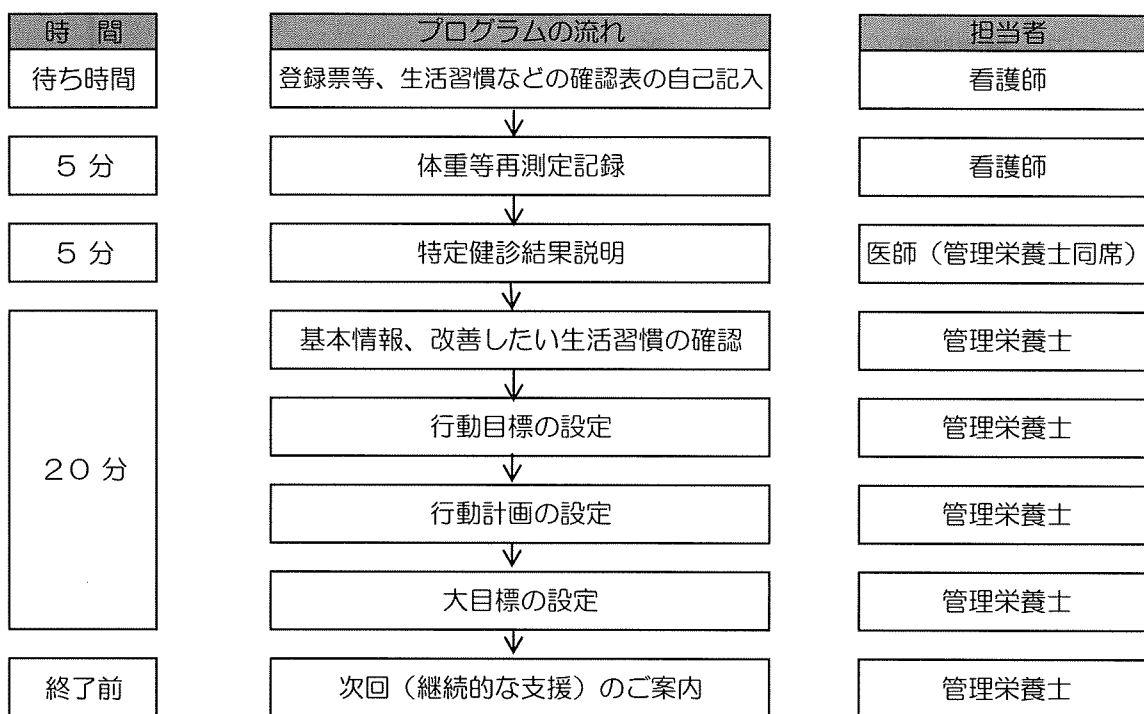 時 間 プログラムの流れ 担当者
待ち時間 登録票等、生活習慣などの確認表の自己記入 看護師
5 分 体重等再測定記録 看護師
5 分 特定健診結果説明 医師（管理栄養士同席）
基本情報、改善したい生活習慣の確認 管理栄養士
行動目標の設定 管理栄養士
20 分
行動計画の設定 管理栄養士
大目標の設定 管理栄養士
終了前 次回（継続的な支援）のご案内 管理栄養士